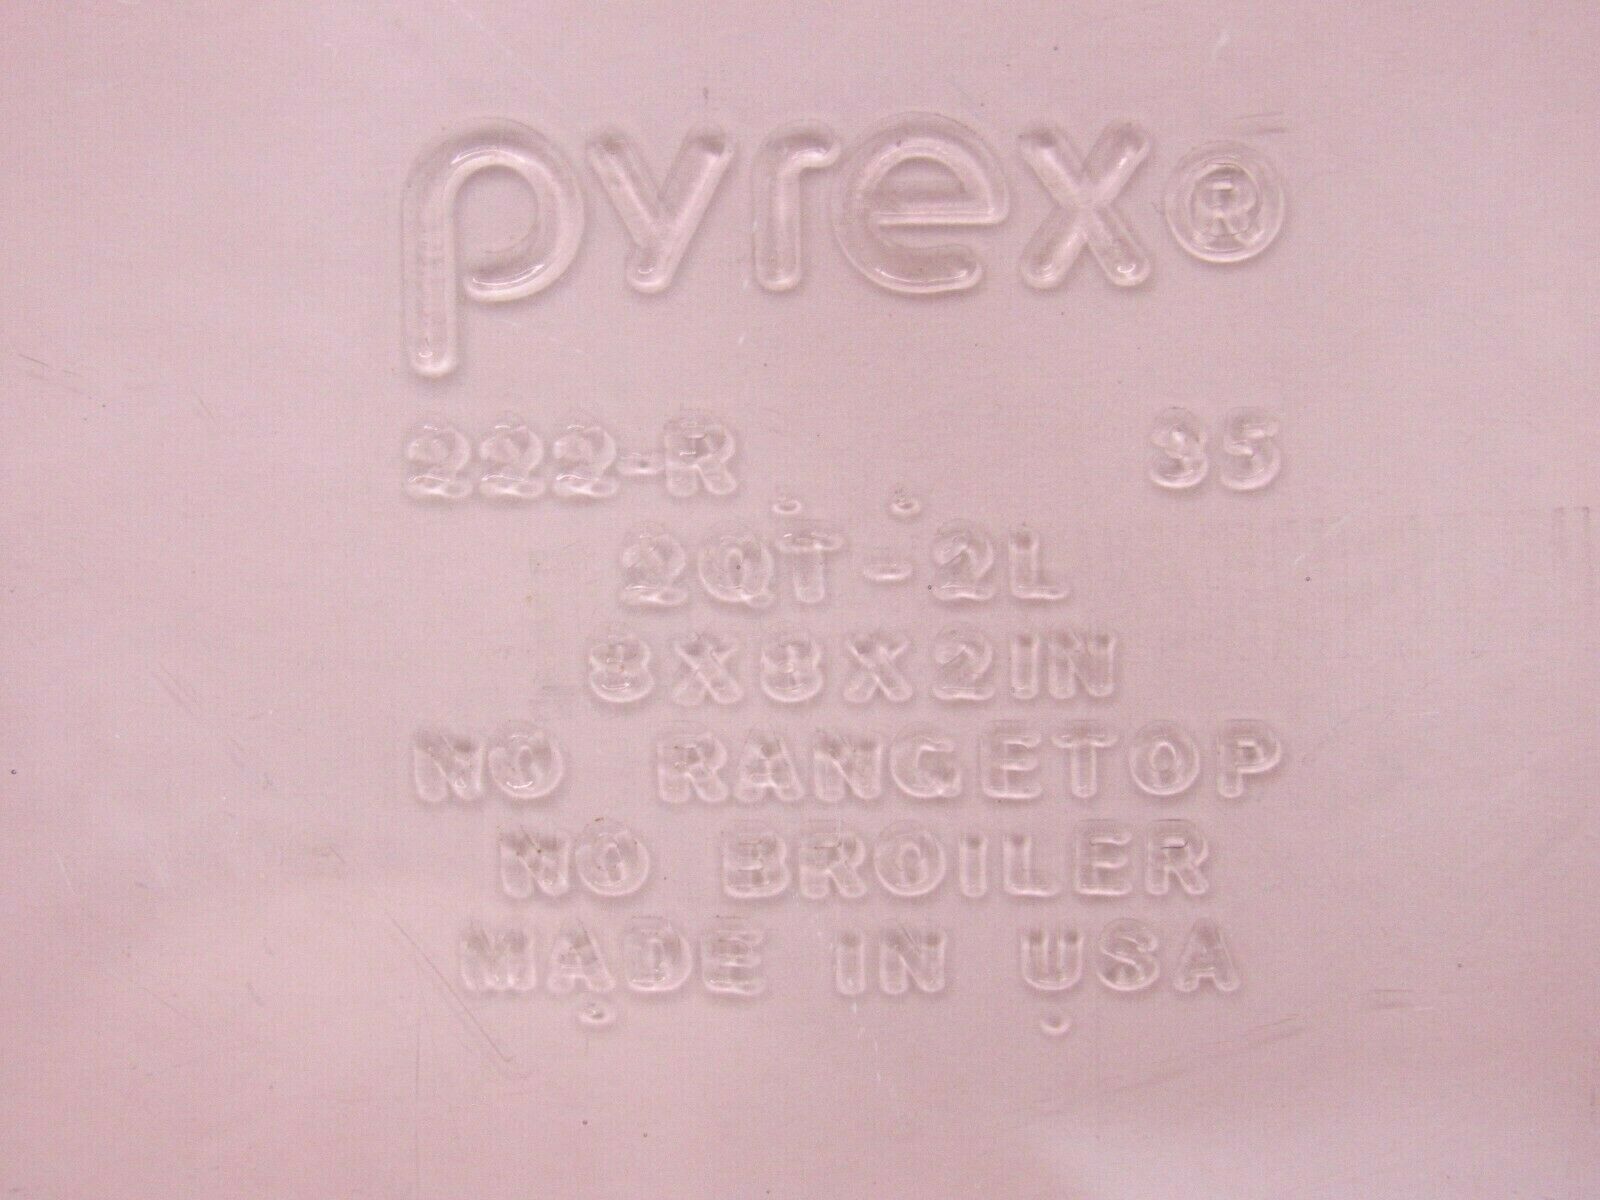 pyrex®
222-R 35
2QT-2L
8X8X2IN
NO RANGETOP
NO BROILER
MADE IN USA